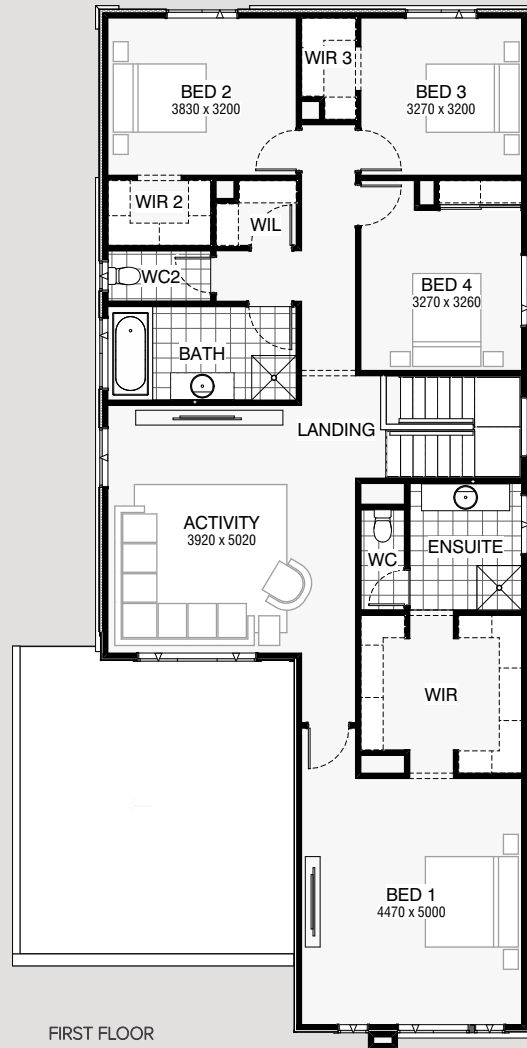 WIR 3
BED 2
3830 x 3200
BED 3
3270 x 3200
WIR 2
WIL
WC2
BED 4
3270 x 3260
BATH
LANDING
ACTIVITY
3920 x 5020
WC
ENSUITE
WIR
BED 1
4470 x 5000
FIRST FLOOR